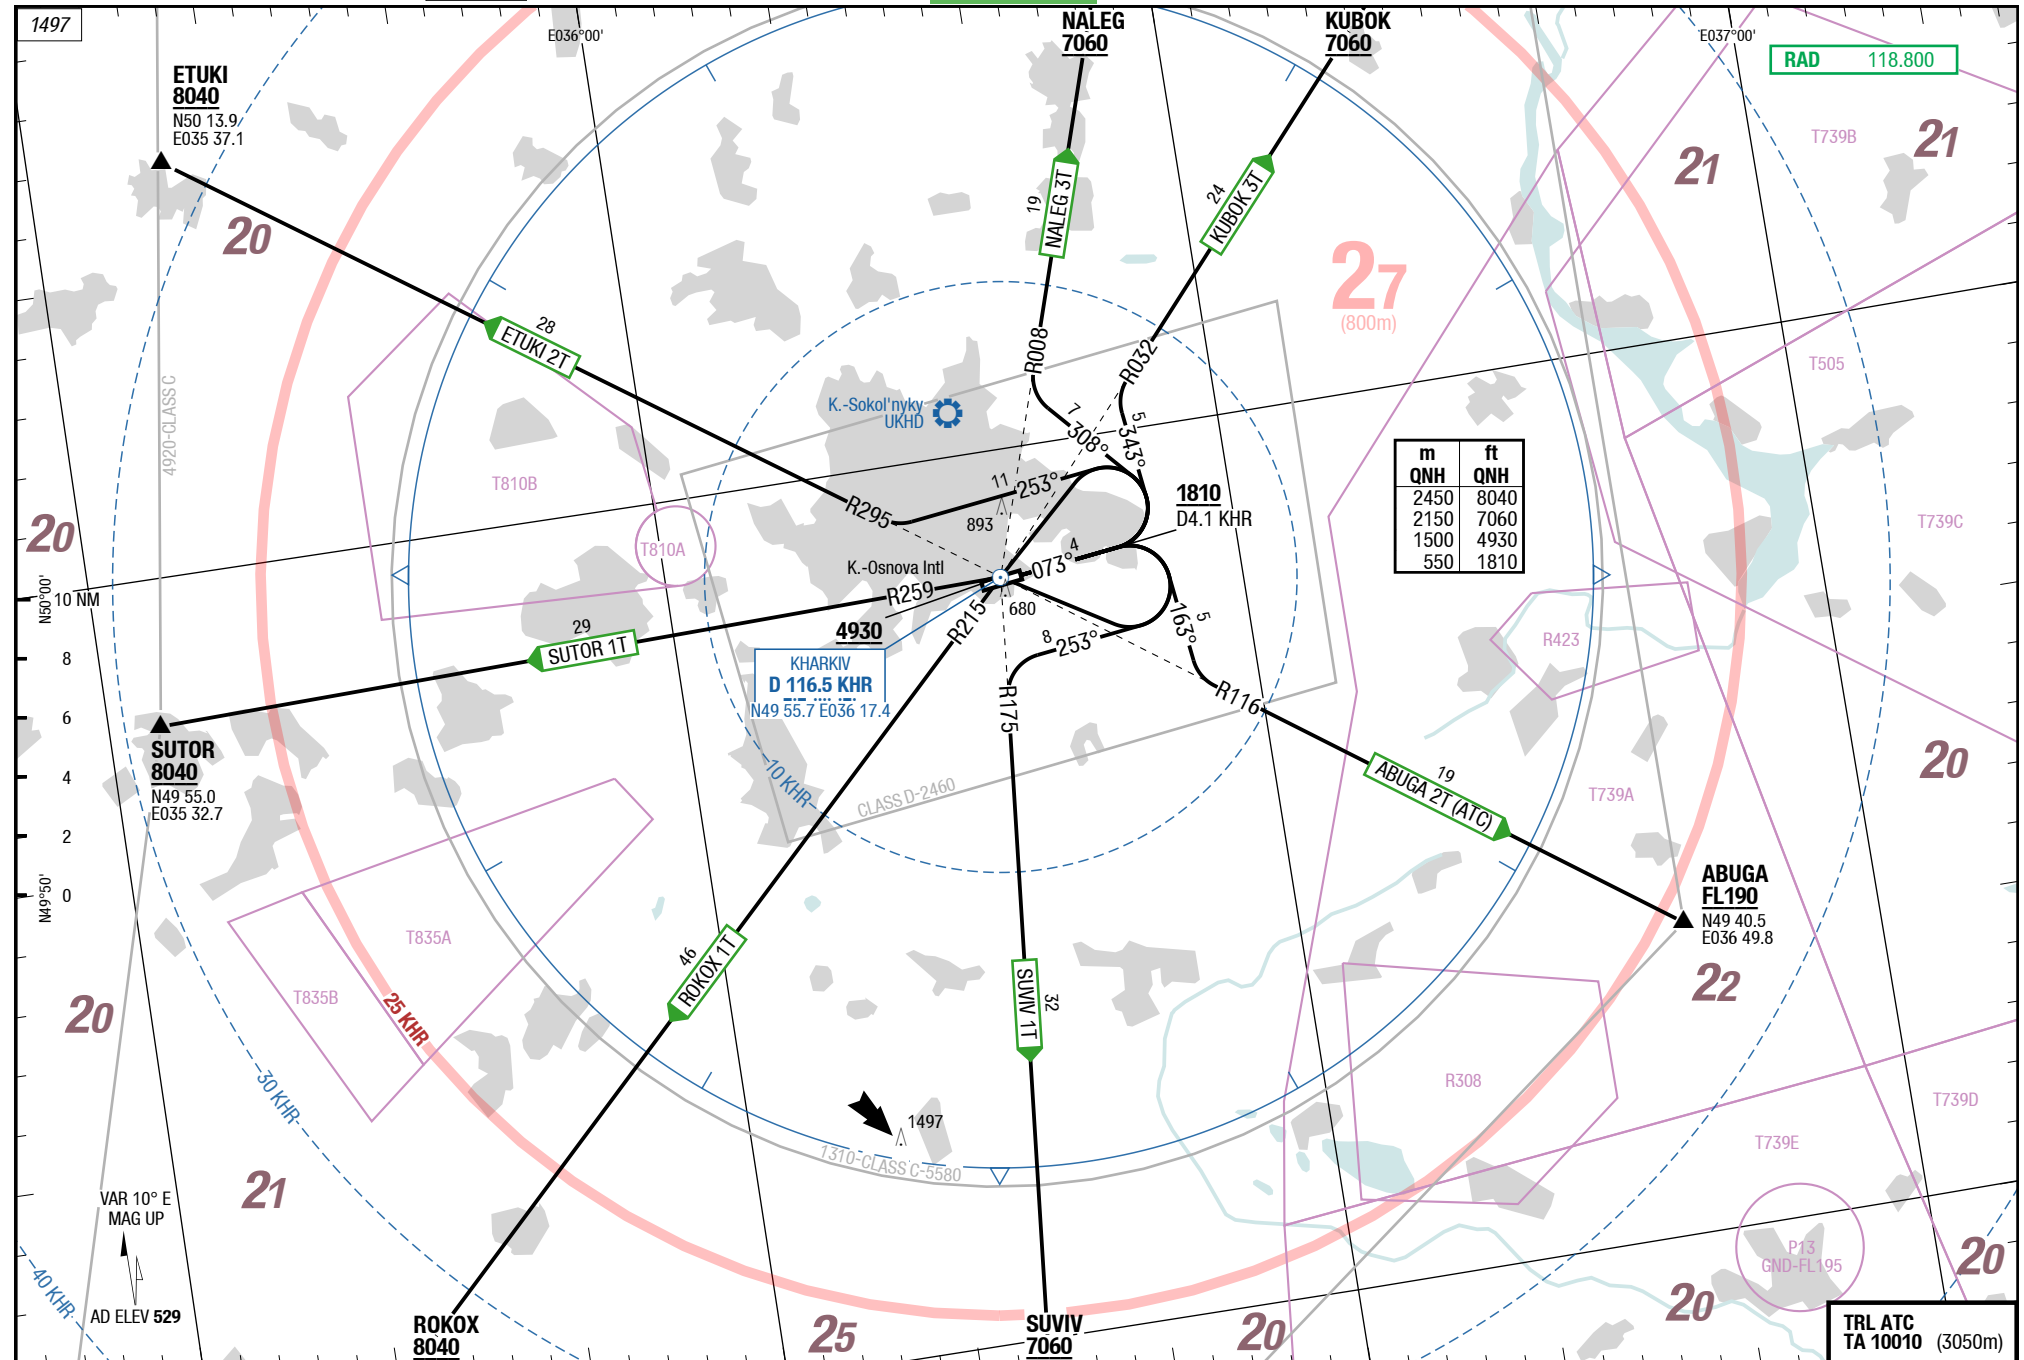 1497
NALEG
7060
KUBOK
7060
E036°00'
E037°00'
RAD 118.800
ETUKI
8040
N50 13.9
E035 37.1
T739B
21
21
20
NALEG 3T
19
KUBOK 3T
24
27
(800m)
28
ETUKI 2T
R008
R032
T505
4920-CLASS C
K.-Sokol'nyky
UKHD
7
308°
5
343°
m ft
QNH QNH
2450 8040
2150 7060
1500 4930
550 1810
T810B
R295
11
253°
893
1810
D4.1 KHR
T739C
20
T810A
K.-Osnova Intl
073°
4
R259
680
N50°00'
10 NM
8
6
4
2
0
N49°50'
29
SUTOR 1T
4930
R215
8
253°
5
163°
R423
KHARKIV
D 116.5 KHR
N49 55.7 E036 17.4
R175
R116
SUTOR
8040
N49 55.0
E035 32.7
10 KHR
CLASS D-2460
19
ABUGA 2T (ATC)
T739A
20
ABUGA
FL190
N49 40.5
E036 49.8
T835A
T835B
25 KHR
20
46
ROKOX 1T
SUVIV 1T
32
22
30 KHR
R308
T739D
1497
T739E
1310-CLASS C-5580
21
VAR 10° E
MAG UP
P13
GND-FL195
20
40 KHR
AD ELEV 529
ROKOX
8040
25
SUVIV
7060
20
20
TRL ATC
TA 10010 (3050m)